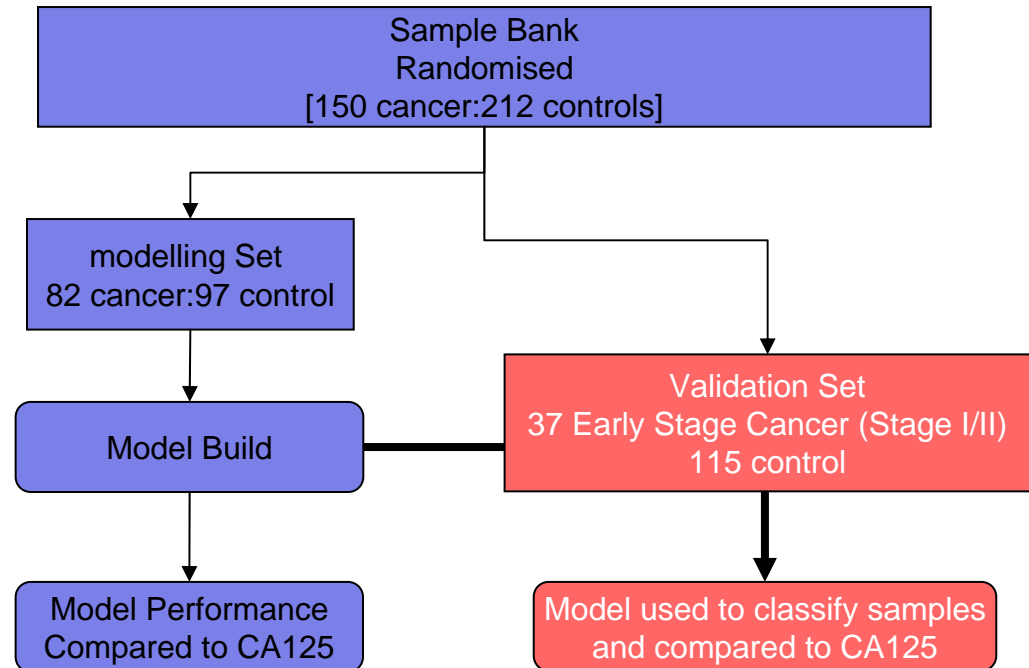 Sample Bank
Randomised
[150 cancer:212 controls]
modelling Set
82 cancer:97 control
Validation Set
37 Early Stage Cancer (Stage I/II)
115 control
Model Build
Model Performance
Compared to CA125
Model used to classify samples
and compared to CA125